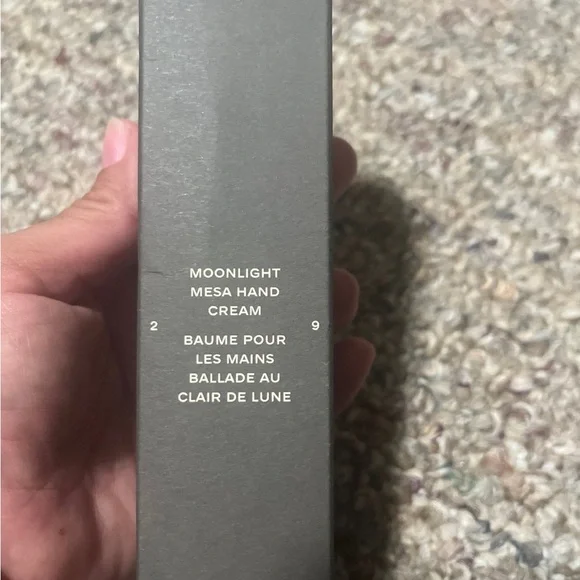 MOONLIGHT
MESA HAND
CREAM
2 9
BAUME POUR
LES MAINS
BALLADE AU
CLAIR DE LUNE